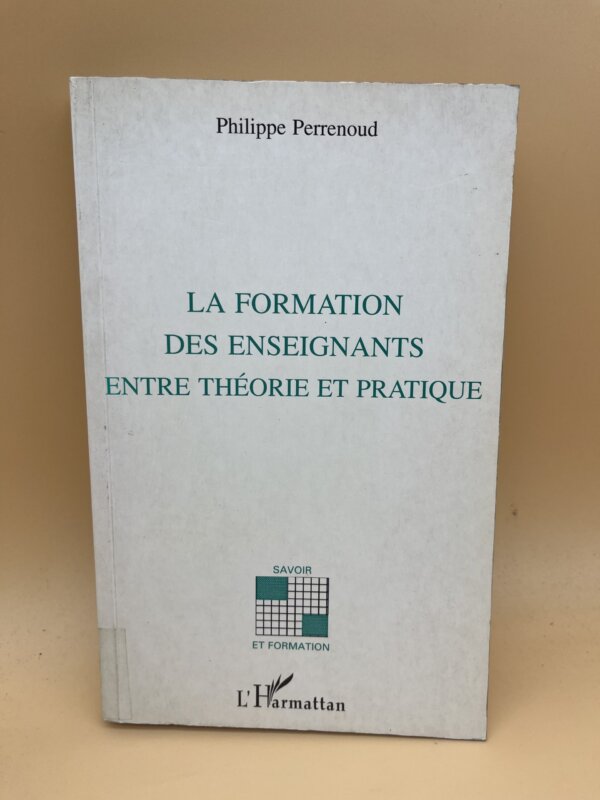 Philippe Perrenoud
LA FORMATION
DES ENSEIGNANTS
ENTRE THÉORIE ET PRATIQUE
SAVOIR
ET FORMATION
L'Harmattan